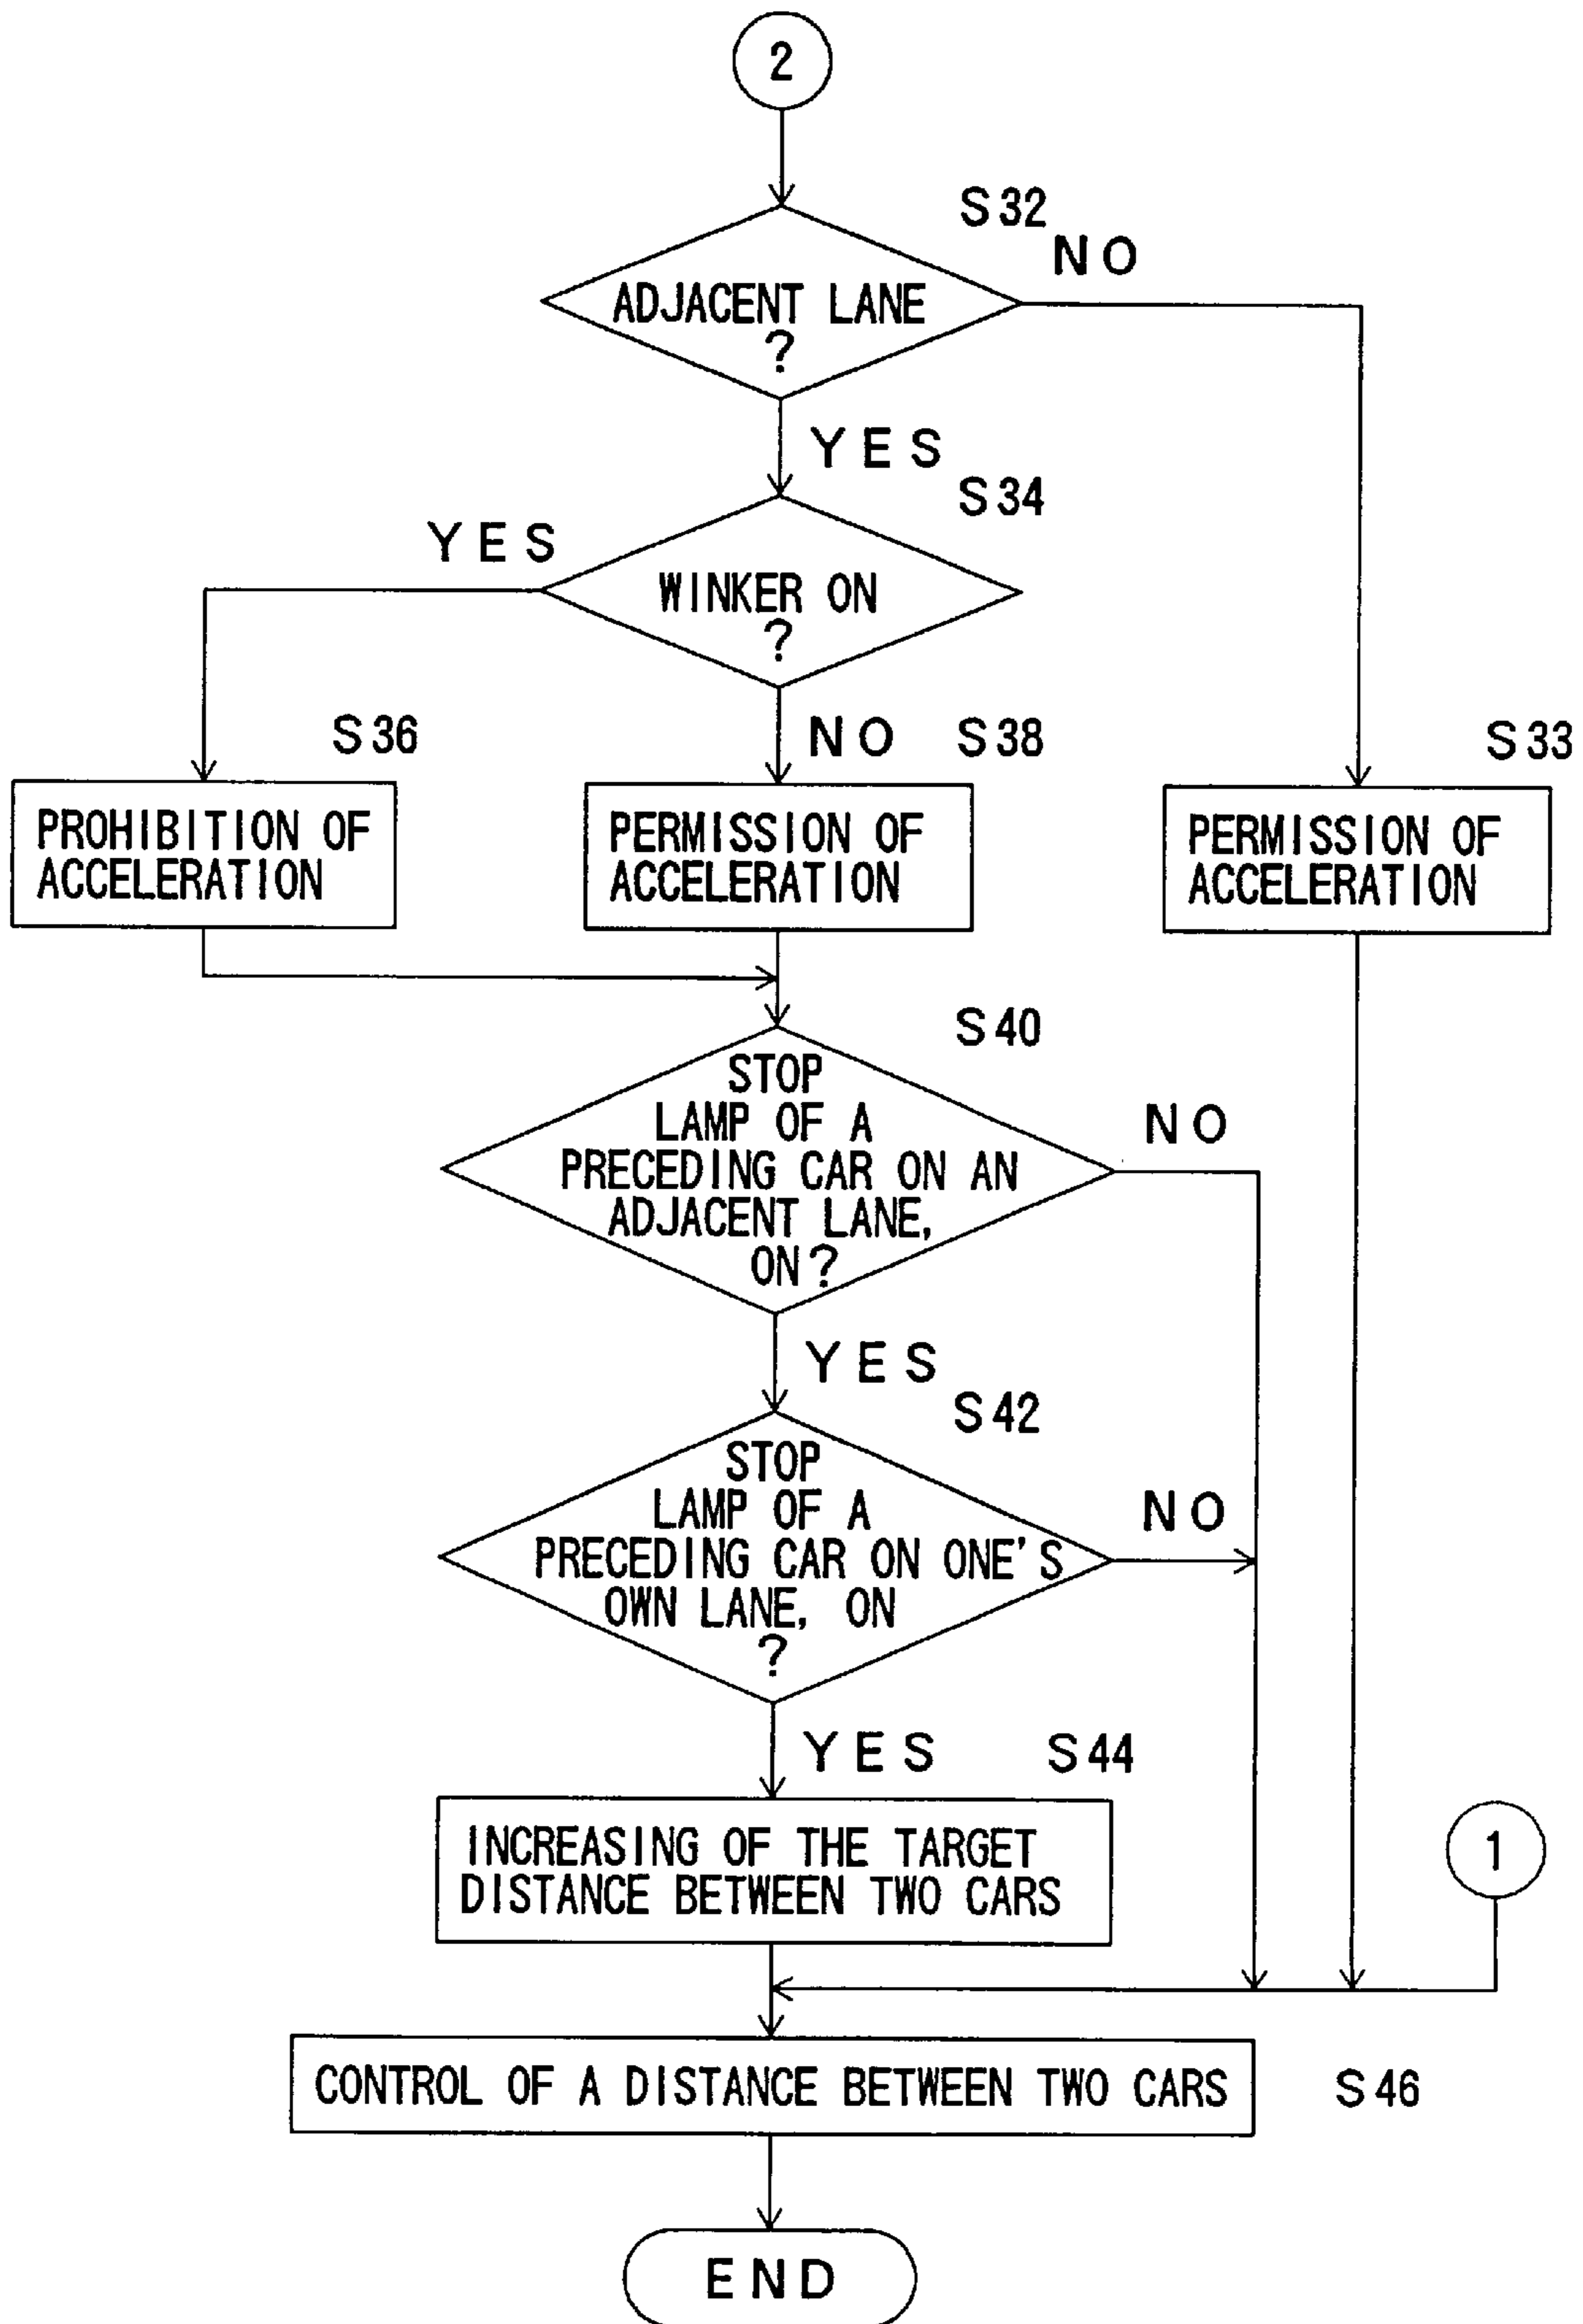 2
S32
NO
ADJACENT LANE
?
YES
S34
YES
WINKER ON
?
S36
NO
S38
S33
PROHIBITION OF
ACCELERATION
PERMISSION OF
ACCELERATION
PERMISSION OF
ACCELERATION
S40
STOP
LAMP OF A
PRECEDING CAR ON AN
ADJACENT LANE,
ON?
NO
YES
S42
STOP
LAMP OF A
PRECEDING CAR ON ONE'S
OWN LANE, ON
?
NO
YES
S44
INCREASING OF THE TARGET
DISTANCE BETWEEN TWO CARS
1
CONTROL OF A DISTANCE BETWEEN TWO CARS
S46
END